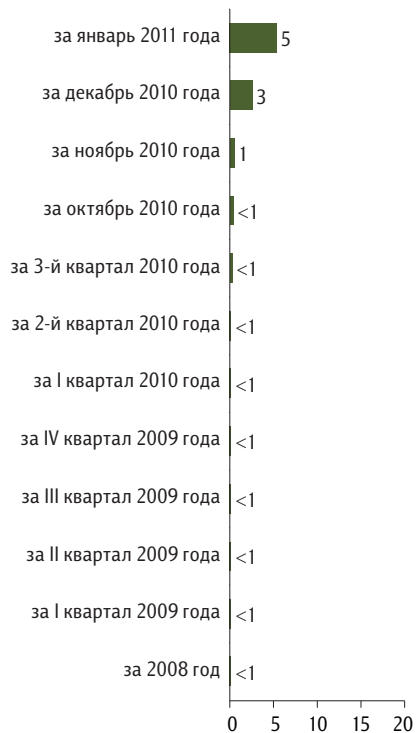 за январь 2011 года 5
за декабрь 2010 года 3
за ноябрь 2010 года 1
за октябрь 2010 года <1
за 3-й квартал 2010 года <1
за 2-й квартал 2010 года <1
за I квартал 2010 года <1
за IV квартал 2009 года <1
за III квартал 2009 года <1
за II квартал 2009 года <1
за I квартал 2009 года <1
за 2008 год <1
0 5 10 15 20